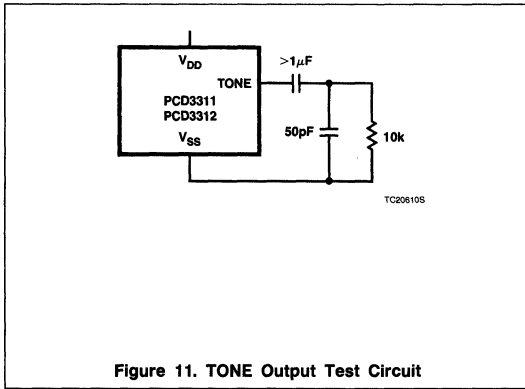 V_DD
>1μF
TONE
PCD3311
PCD3312
V_SS
50pF
10k
TC20610S
Figure 11. TONE Output Test Circuit